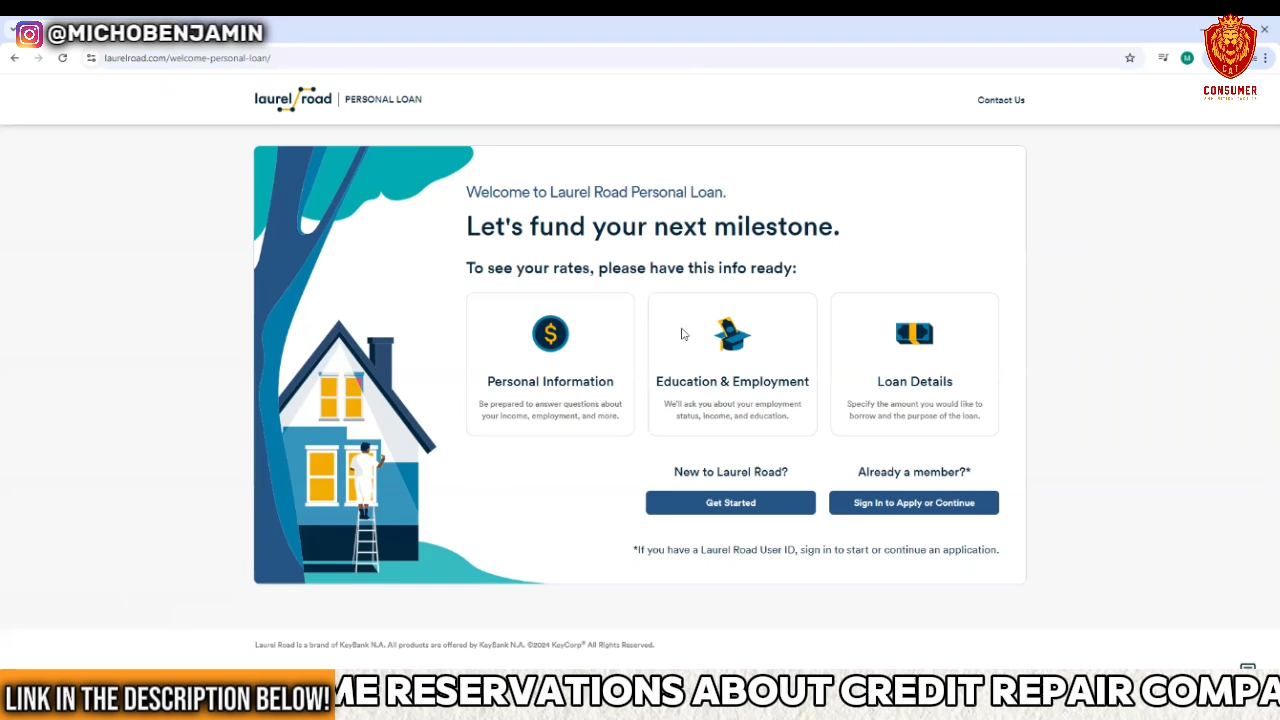 @MICHOBENJAMIN
laurelroad.com/welcome-personal-loan/
M
CAT
CONSUMER
laurel road | PERSONAL LOAN
Contact Us
Welcome to Laurel Road Personal Loan.
Let's fund your next milestone.
To see your rates, please have this info ready:
Personal Information
Be prepared to answer questions about
your income, employment, and more.
Education & Employment
We'll ask you about your employment
status, income, and education.
Loan Details
Specify the amount you would like to
borrow and the purpose of the loan.
New to Laurel Road?
Get Started
Already a member?*
Sign In to Apply or Continue
*If you have a Laurel Road User ID, sign in to start or continue an application.
Laurel Road is a brand of KeyBank N.A. All products are offered by KeyBank N.A. ©2024 KeyCorp® All Rights Reserved.
LINK IN THE DESCRIPTION BELOW!
ME RESERVATIONS ABOUT CREDIT REPAIR COMPA